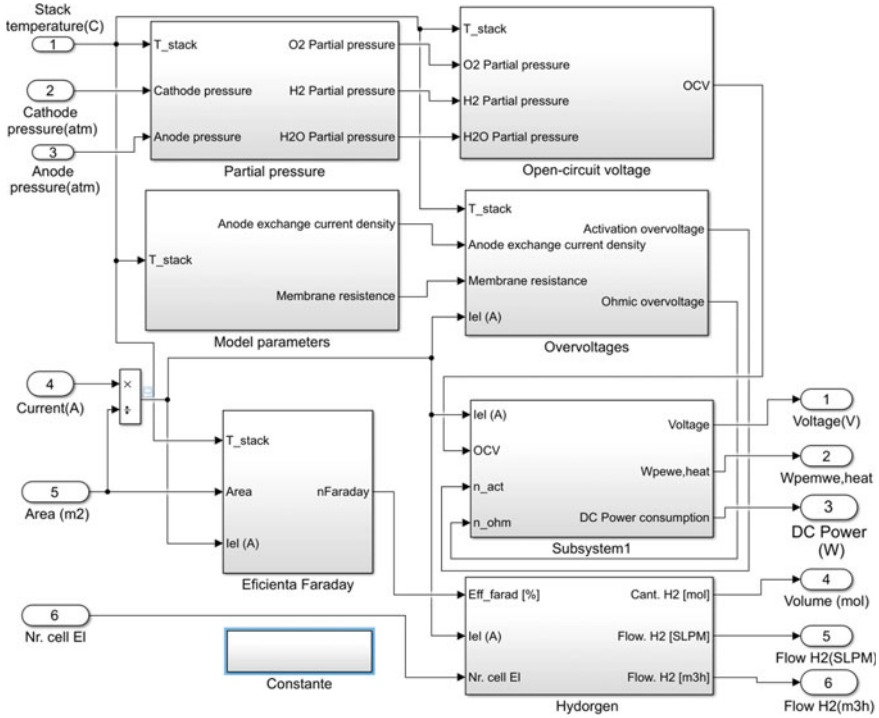 Stack
temperature(C)
1
T_stack
O2 Partial pressure
T_stack
O2 Partial pressure
OCV
2
Cathode pressure
H2 Partial pressure
H2 Partial pressure
Cathode
pressure(atm)
3
Anode pressure
H2O Partial pressure
H2O Partial pressure
Anode
pressure(atm)
Partial pressure
Open-circuit voltage
T_stack
Anode exchange current density
Membrane resistence
Model parameters
T_stack
Activation overvoltage
Anode exchange current density
Membrane resistance
Ohmic overvoltage
Iel (A)
Overvoltages
4
Current(A)
×
÷
5
Area (m2)
T_stack
Area
nFaraday
Iel (A)
Eficienta Faraday
Iel (A)
Voltage
OCV
Wpewe,heat
n_act
DC Power consumption
n_ohm
Subsystem1
1
Voltage(V)
2
Wpemwe,heat
3
DC Power
(W)
6
Nr. cell El
Constante
Eff_farad [%]
Cant. H2 [mol]
Iel (A)
Flow. H2 [SLPM]
Nr. cell El
Flow. H2 [m3h]
Hydorgen
4
Volume (mol)
5
Flow H2(SLPM)
6
Flow H2(m3h)